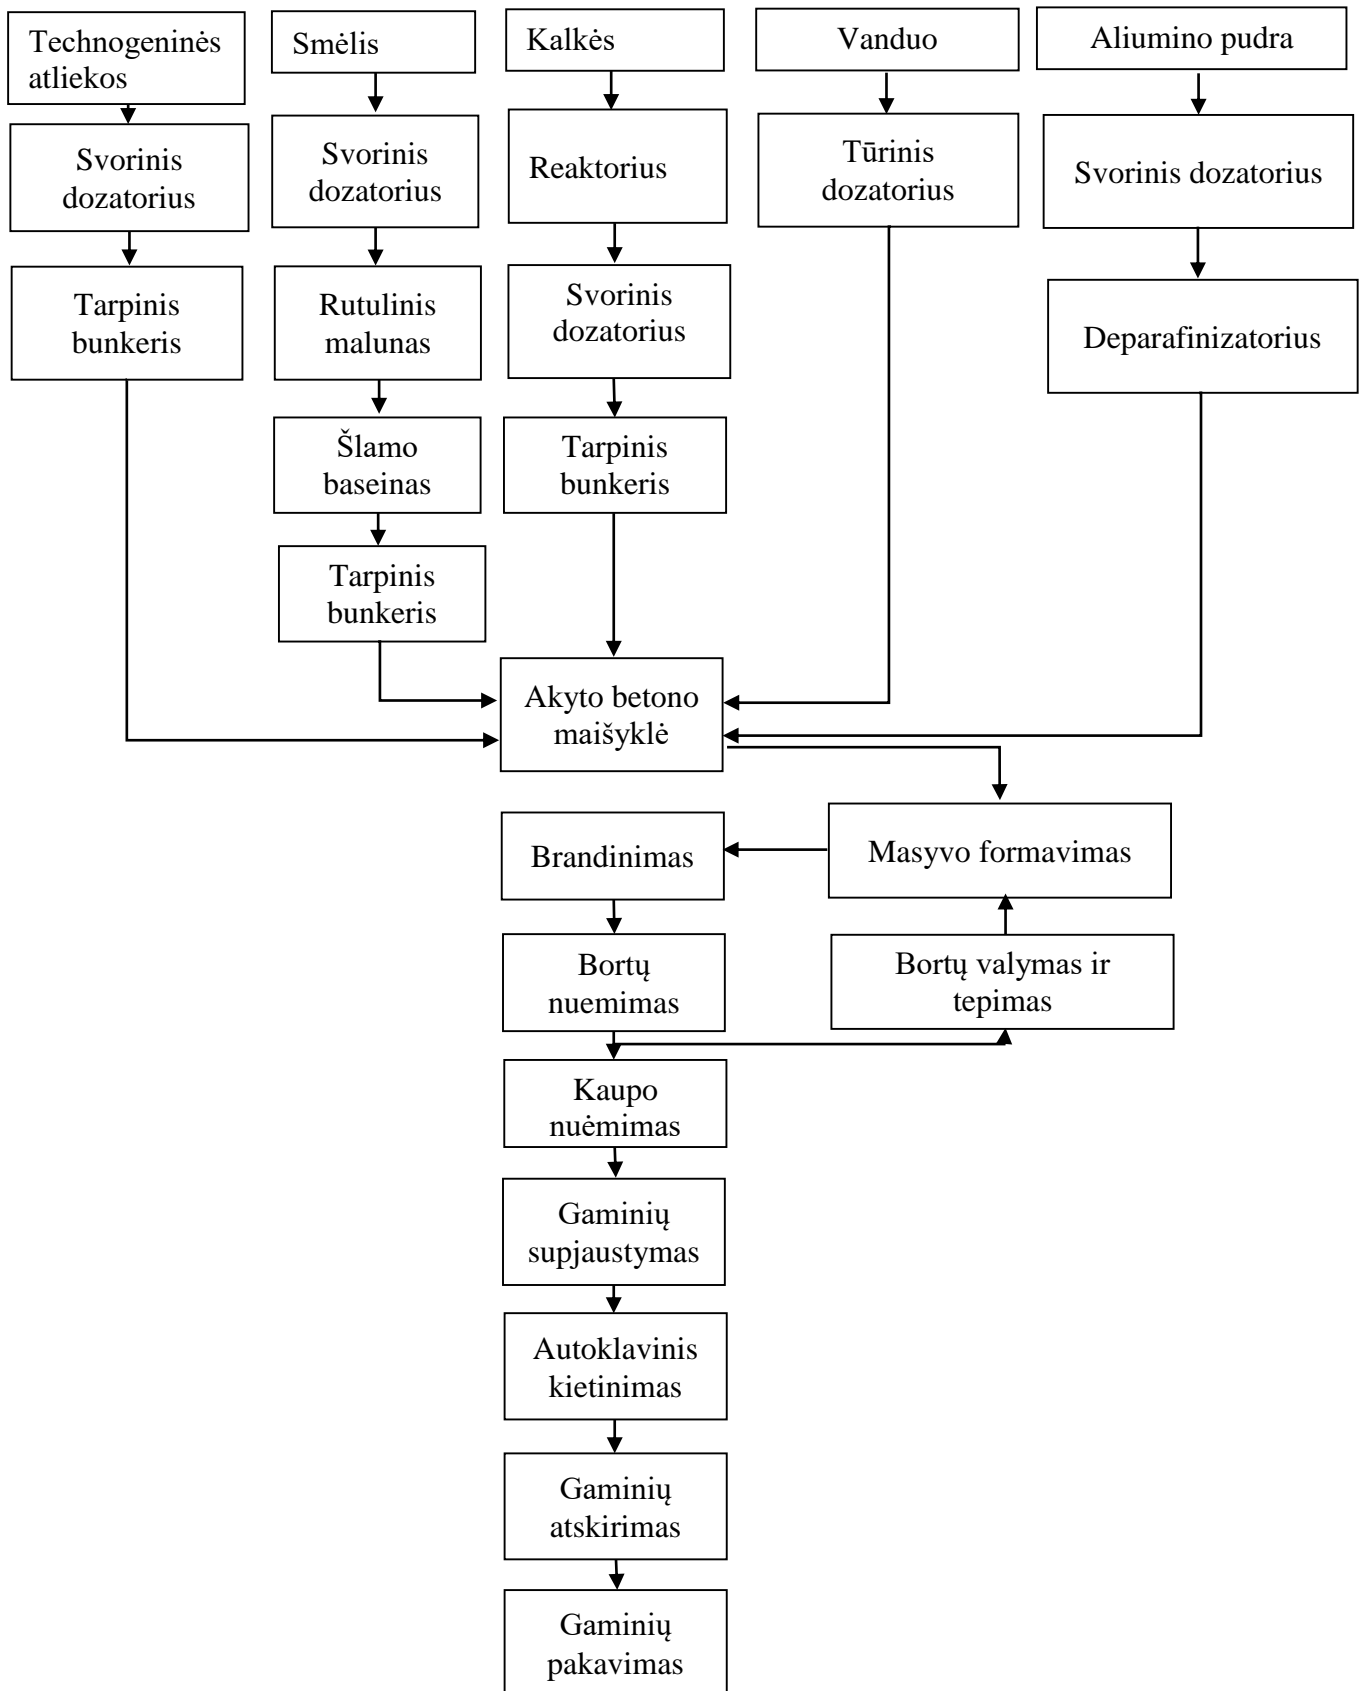 Technogeninės
atliekos
Smėlis
Kalkės
Vanduo
Aliumino pudra
Svorinis
dozatorius
Svorinis
dozatorius
Reaktorius
Tūrinis
dozatorius
Svorinis dozatorius
Tarpinis
bunkeris
Rutulinis
malunas
Svorinis
dozatorius
Deparafinizatorius
Šlamo
baseinas
Tarpinis
bunkeris
Tarpinis
bunkeris
Akyto betono
maišyklė
Brandinimas
Masyvo formavimas
Bortų
nuemimas
Bortų valymas ir
tepimas
Kaupo
nuėmimas
Gaminių
supjaustymas
Autoklavinis
kietinimas
Gaminių
atskirimas
Gaminių
pakavimas